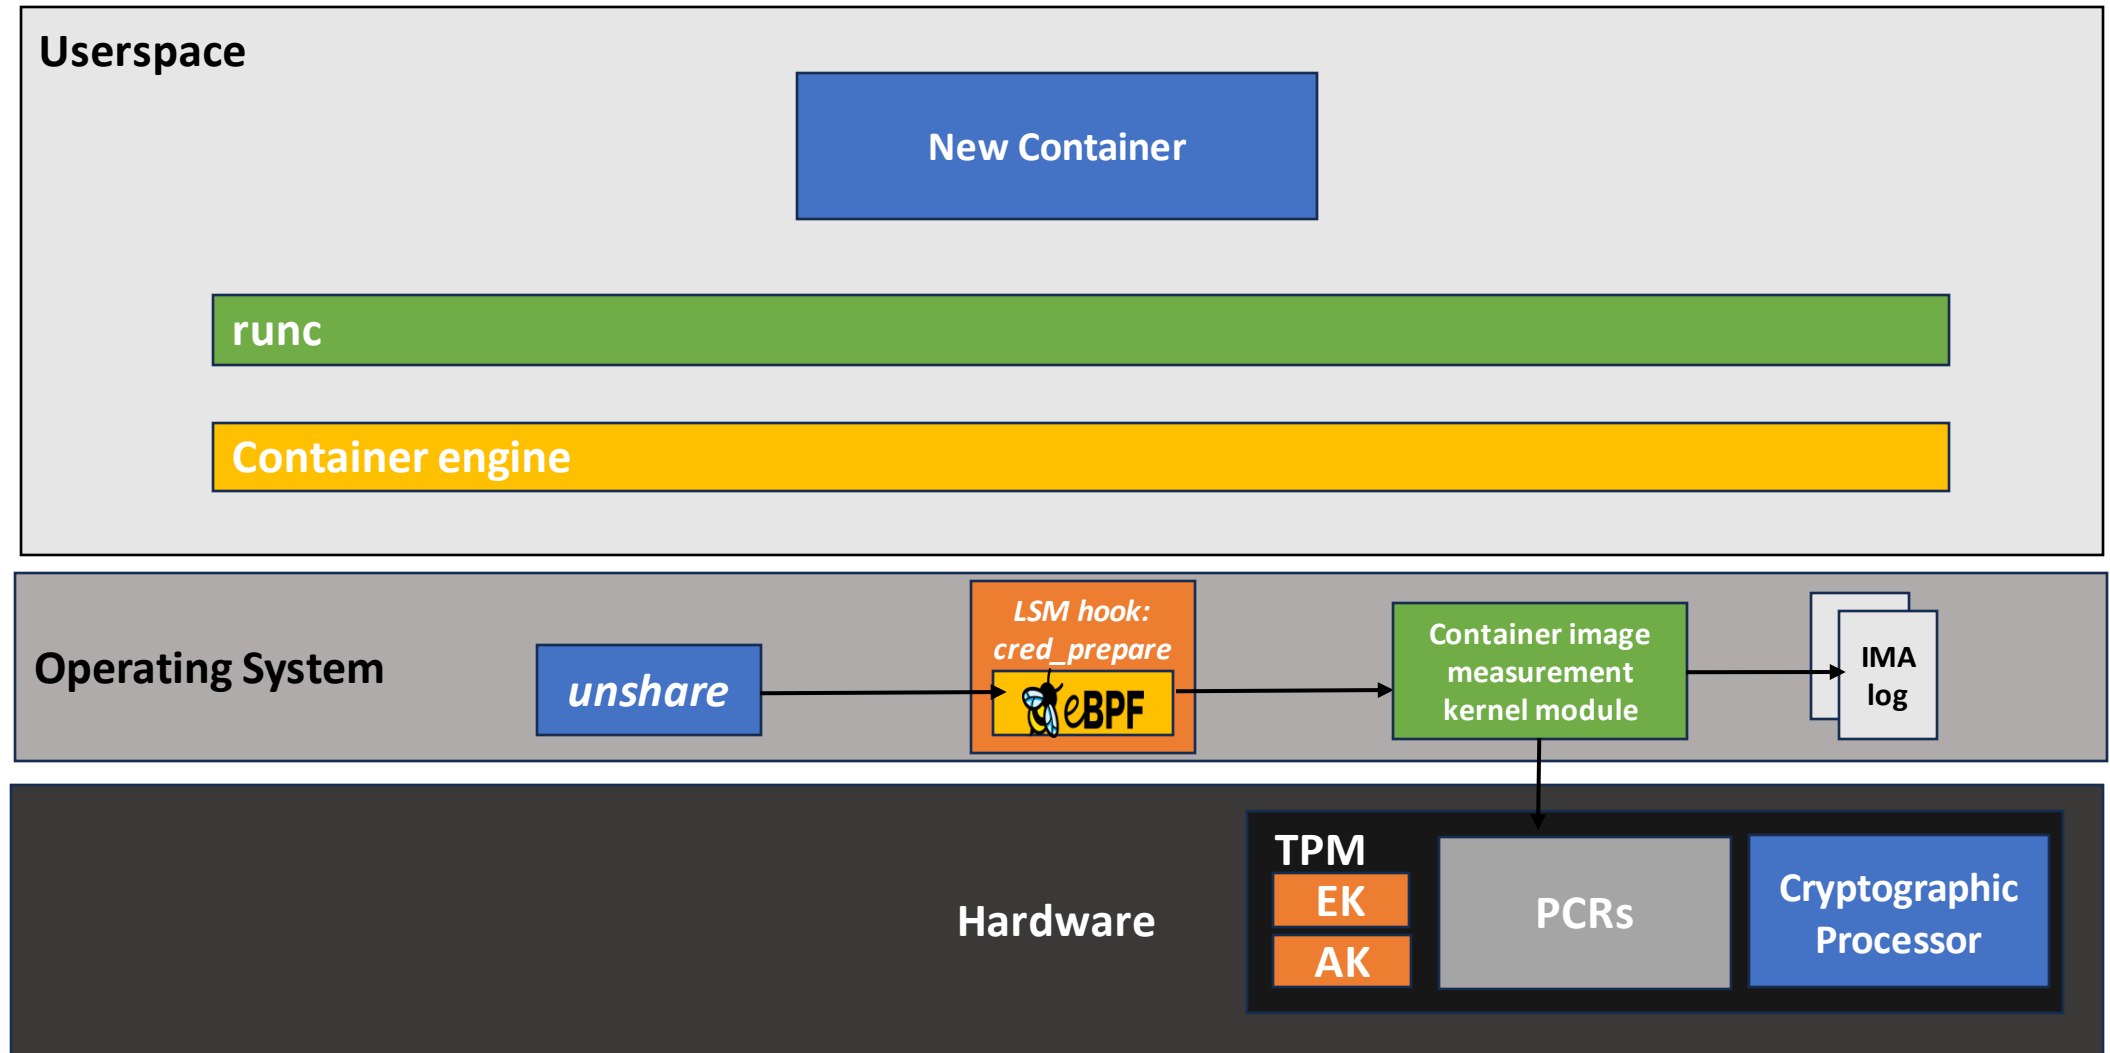 Userspace
New Container
runc
Container engine
Operating System
unshare
LSM hook:
cred_prepare
eBPF
Container image
measurement
kernel module
IMA
log
Hardware
TPM
EK
AK
PCRs
Cryptographic
Processor